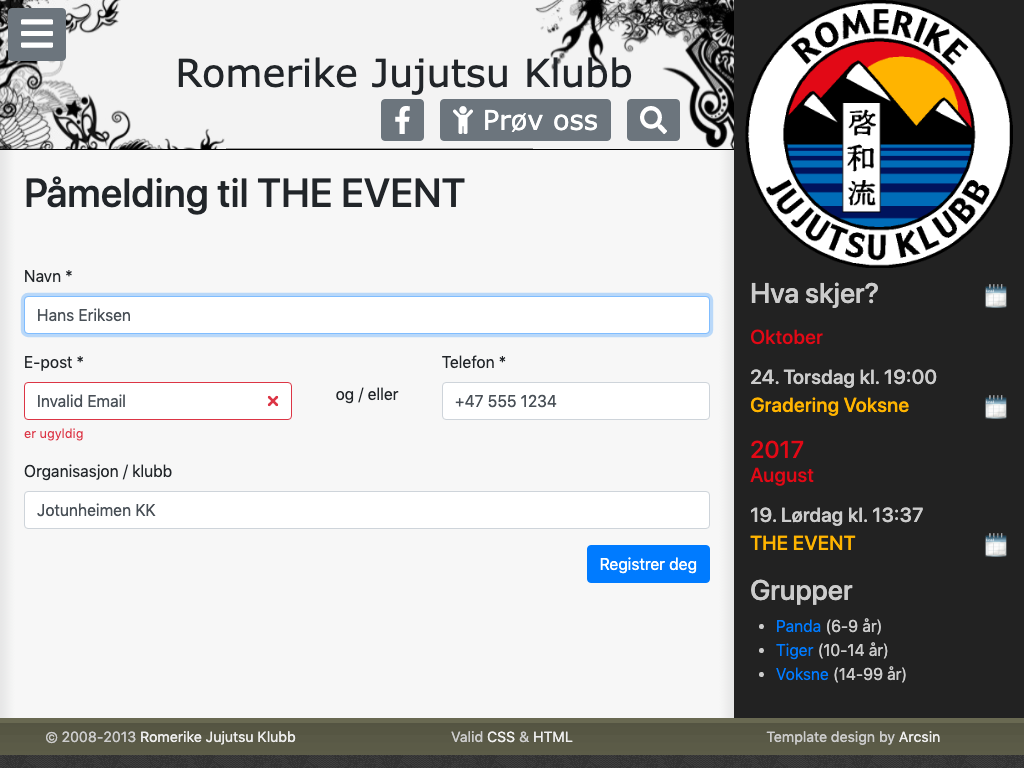 Romerike Jujutsu Klubb
Prøv oss
Påmelding til THE EVENT
Navn *
Hans Eriksen
E-post *
Telefon *
Invalid Email
og / eller
+47 555 1234
er ugyldig
Organisasjon / klubb
Jotunheimen KK
Registrer deg
ROMERIKE
啓和流
JUJUTSU KLUBB
Hva skjer?
Oktober
24. Torsdag kl. 19:00
Gradering Voksne
2017
August
19. Lørdag kl. 13:37
THE EVENT
Grupper
Panda (6-9 år)
Tiger (10-14 år)
Voksne (14-99 år)
© 2008-2013 Romerike Jujutsu Klubb
Valid CSS & HTML
Template design by Arcsin